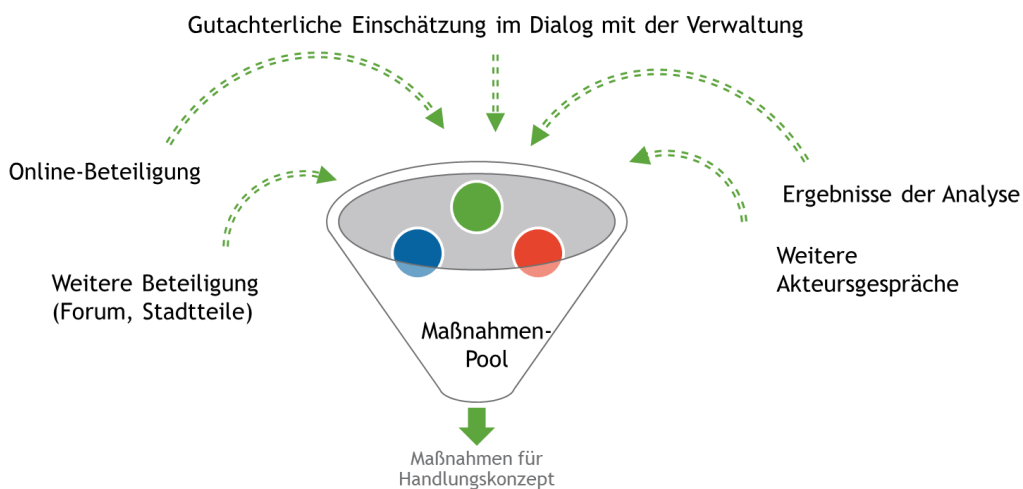 Gutachterliche Einschätzung im Dialog mit der Verwaltung
Online-Beteiligung
Ergebnisse der Analyse
Weitere Beteiligung
(Forum, Stadtteile)
Weitere
Akteursgespräche
Maßnahmen-
Pool
Maßnahmen für
Handlungskonzept